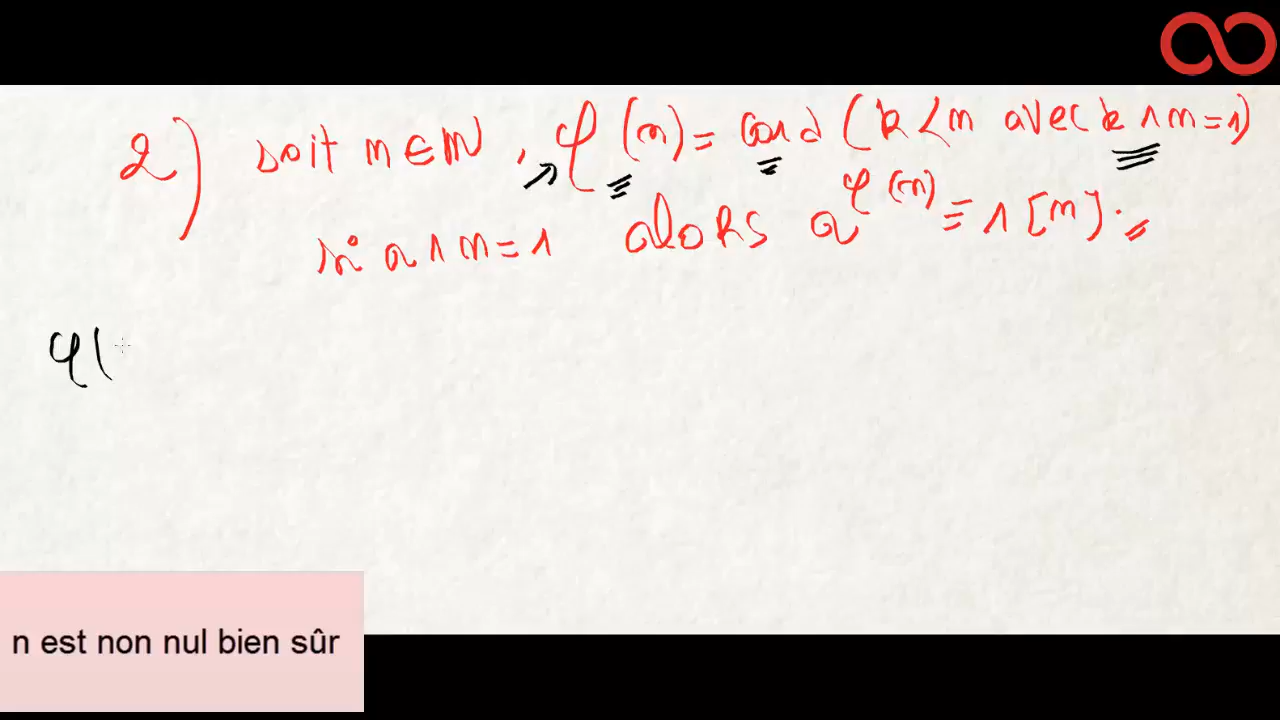 2) soit n ∈ ℕ, φ(n) = card (k < n avec k ∧ n = 1)
si a ∧ n = 1 alors a^φ(n) ≡ 1 [n].
φ(
n est non nul bien sûr